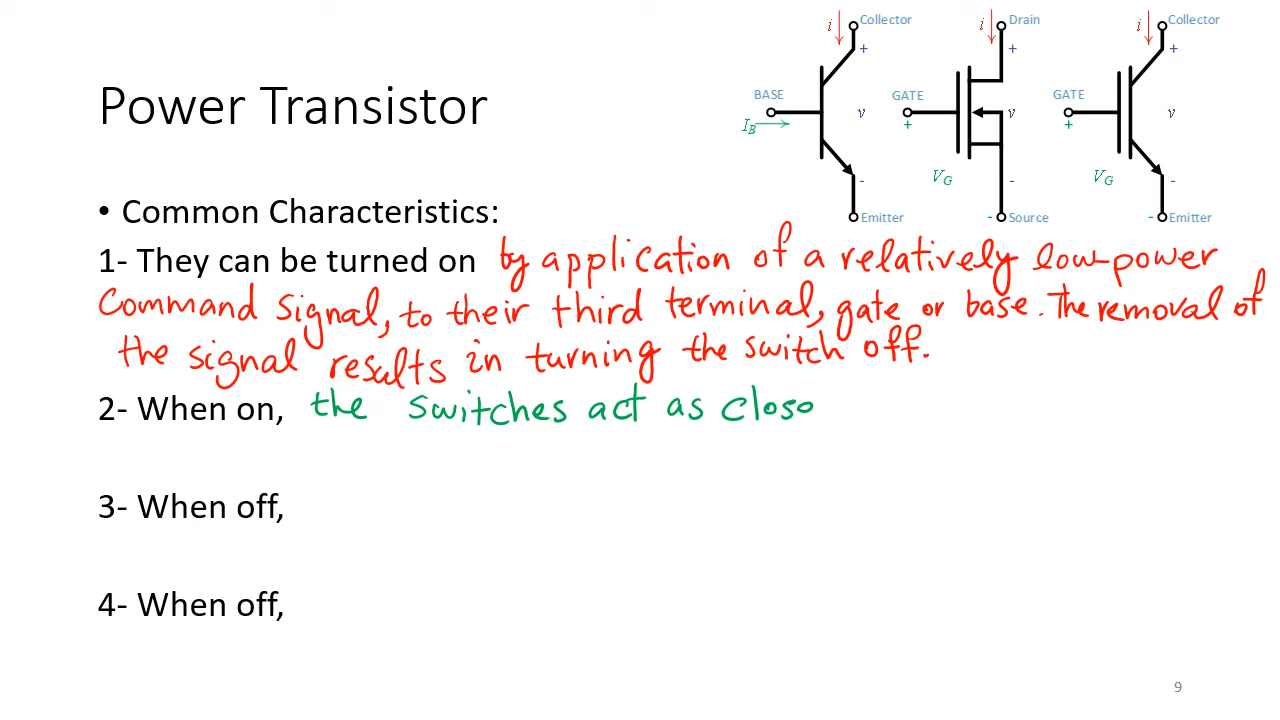 i Collector i Drain i Collector
+ + +
Power Transistor
BASE GATE GATE
v v v
I_B + +
- V_G - V_G -
• Common Characteristics:
Emitter - Source - Emitter
1- They can be turned on by application of a relatively low-power
Command signal, to their third terminal, gate or base. The removal of
the signal results in turning the switch off.
2- When on, the switches act as close
3- When off,
4- When off,
9